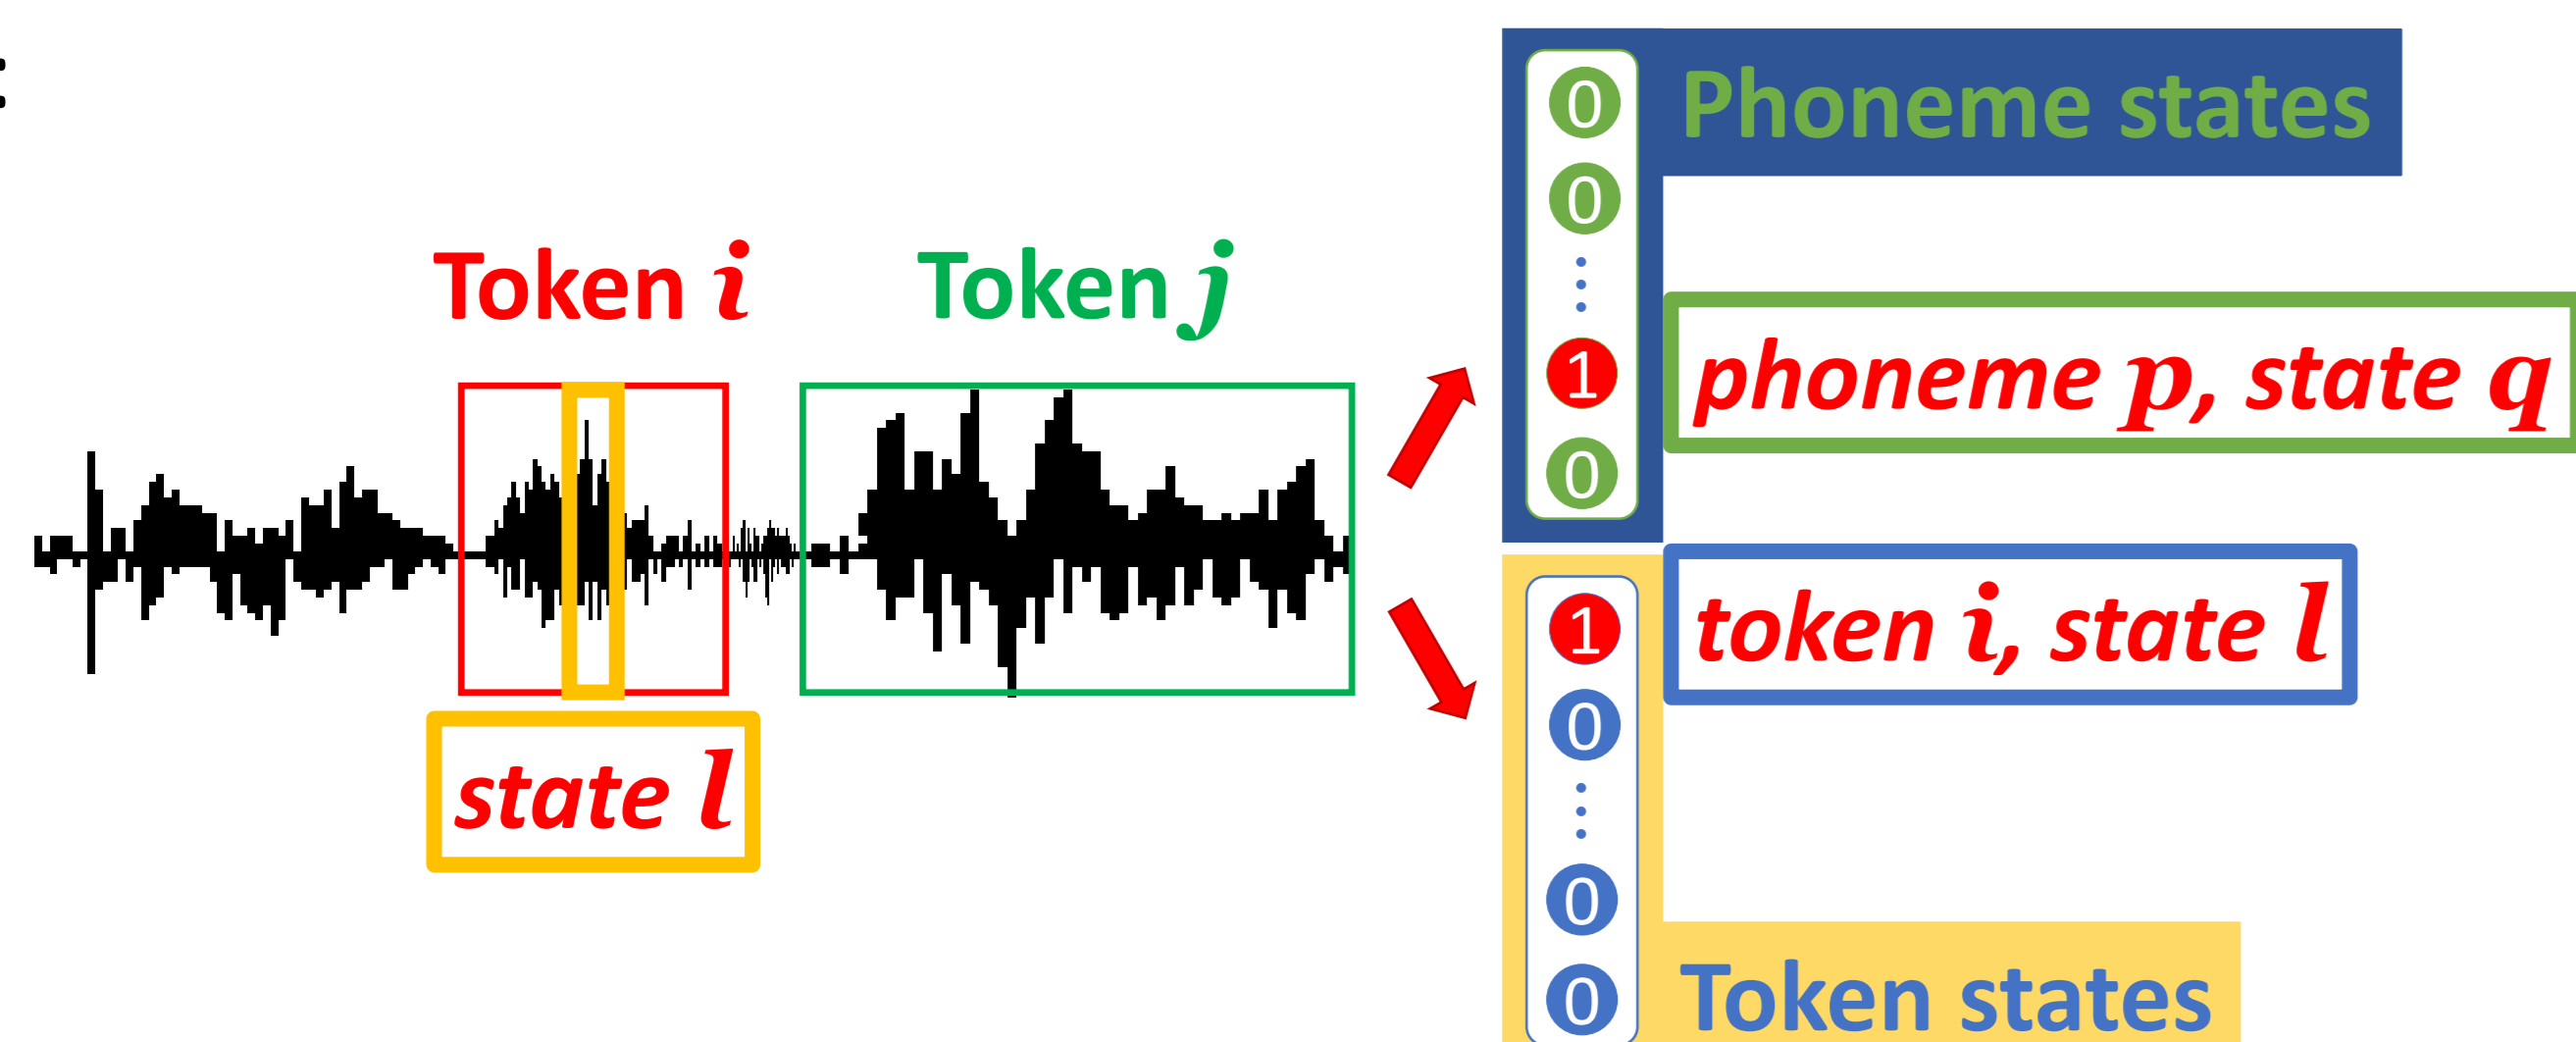 :
Token i
Token j
state l
Phoneme states
0
0
⋮
1
phoneme p, state q
0
1
token i, state l
0
⋮
0
0
Token states